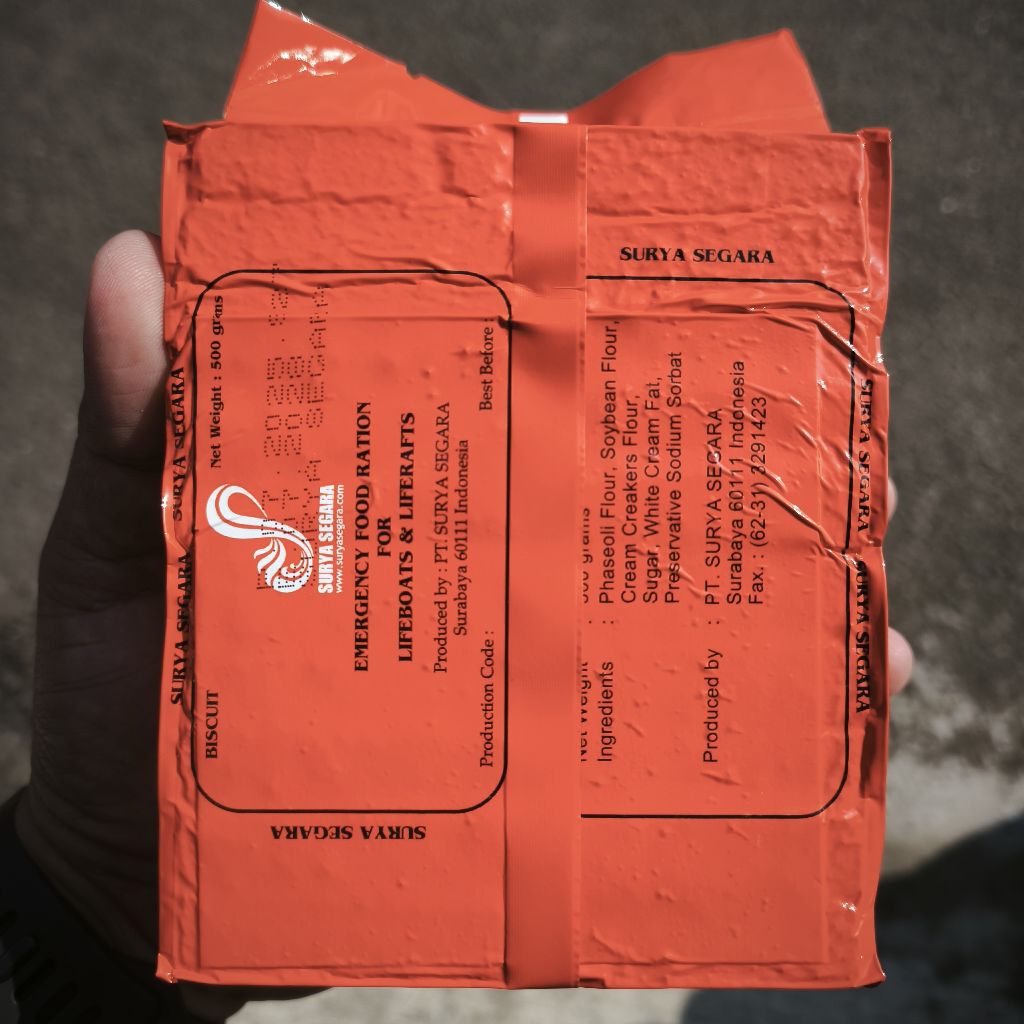 SURYA SEGARA
SURYA SEGARA
SURYA SEGARA
BISCUIT
Net Weight : 500 grms
SURYA SEGARA
www.suryasegara.com
EMERGENCY FOOD RATION
FOR
LIFEBOATS & LIFERAFTS
Produced by : PT. SURYA SEGARA
Surabaya 60111 Indonesia
Production Code :
Best Before :
SURYA SEGARA
SURYA SEGARA
Net Weight : grams
Ingredients : Phaseoli Flour, Soybean Flour,
Cream Creakers Flour,
Sugar, White Cream Fat,
Preservative Sodium Sorbat
Produced by : PT. SURYA SEGARA
Surabaya 60111 Indonesia
Fax. : (62-31) 3291423
SURYA SEGARA
SURYA SEGARA